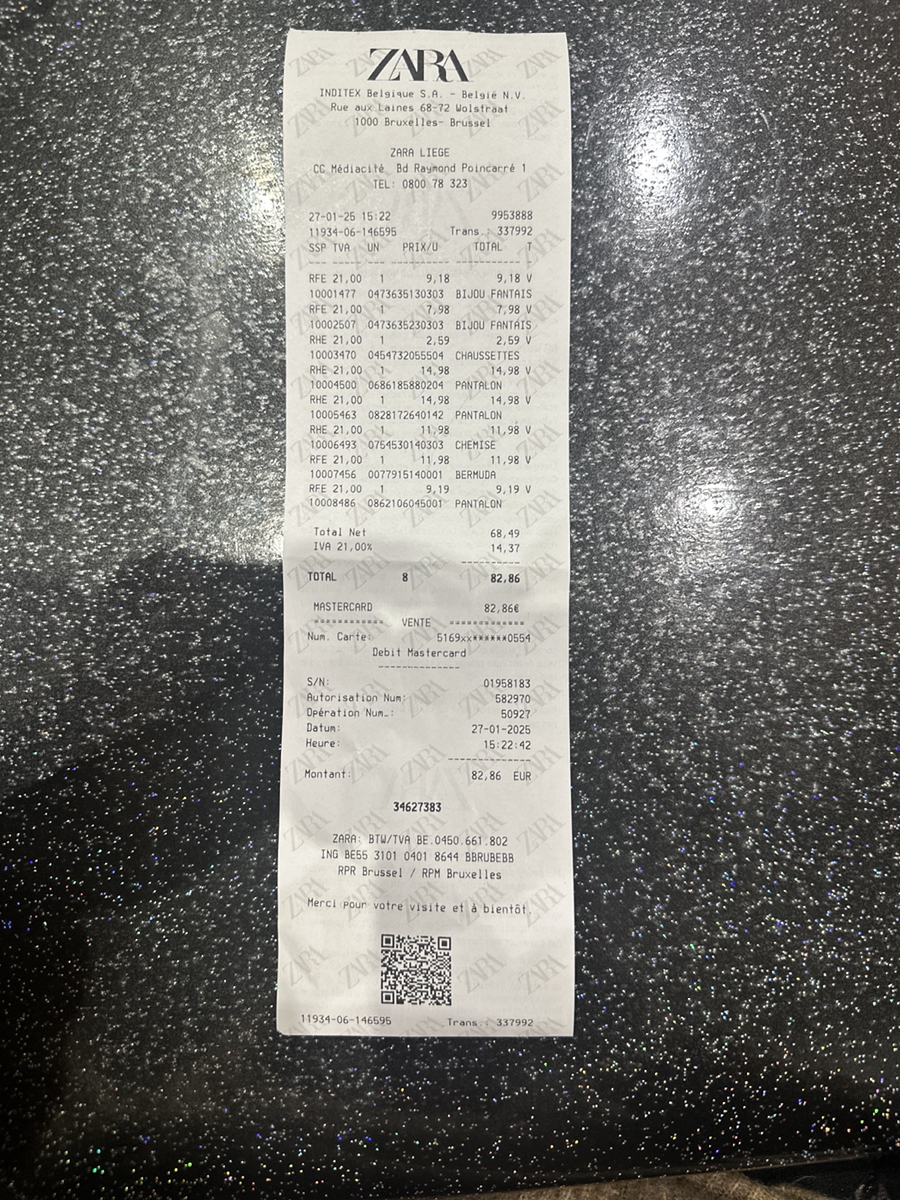 ZARA
INDITEX Belgique S.A. - België N.V.
Rue aux Laines 68-72 Wolstraat
1000 Bruxelles- Brussel
ZARA LIEGE
CC Médiacité, Bd Raymond Poincarré 1
TEL: 0800 78 323
27-01-25 15:22 9953888
11934-06-146595 Trans.: 337992
SSP TVA UN PRIX/U TOTAL T
RFE 21,00 1 9,18 9,18 V
10001477 0473635130303 BIJOU FANTAIS
RFE 21,00 1 7,98 7,98 V
10002507 0473635230303 BIJOU FANTAIS
RHE 21,00 1 2,59 2,59 V
10003470 0454732055504 CHAUSSETTES
RHE 21,00 1 14,98 14,98 V
10004500 0686185880204 PANTALON
RHE 21,00 1 14,98 14,98 V
10005463 0828172640142 PANTALON
RHE 21,00 1 11,98 11,98 V
10006493 0754530140303 CHEMISE
RFE 21,00 1 11,98 11,98 V
10007456 0077915140001 BERMUDA
RFE 21,00 1 9,19 9,19 V
10008486 0862106045001 PANTALON
Total Net 68,49
IVA 21,00% 14,37
TOTAL 8 82,86
MASTERCARD 82,86€
============ VENTE =============
Num. Carte: 5169xx******0554
Debit Mastercard
S/N: 01958183
Autorisation Num: 582970
Opération Num.: 50927
Datum: 27-01-2025
Heure: 15:22:42
Montant: 82,86 EUR
34627383
ZARA: BTW/TVA BE.0450.661.802
ING BE55 3101 0401 8644 BBRUBEBB
RPR Brussel / RPM Bruxelles
Merci pour votre visite et à bientôt.
11934-06-146595 Trans.: 337992